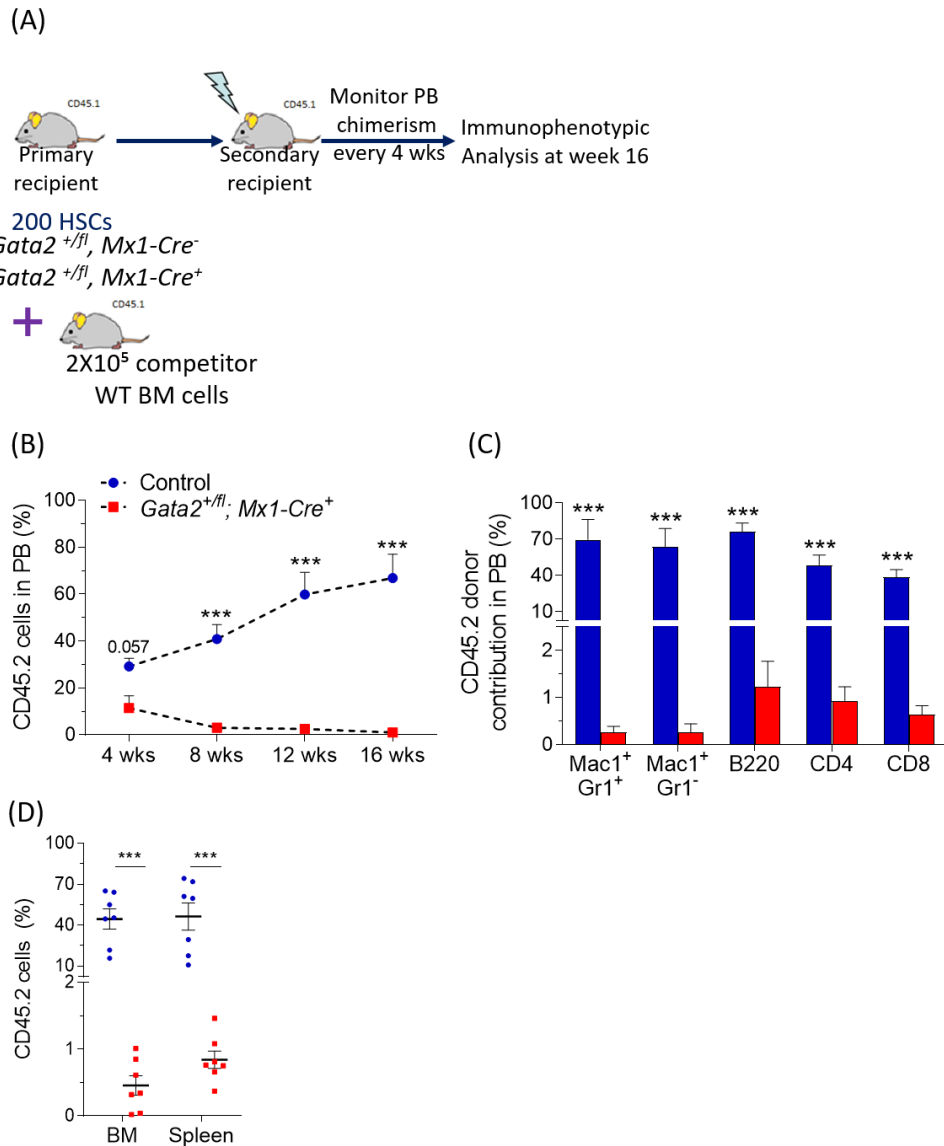 (A)
CD45.1
CD45.1
Primary
recipient
Secondary
recipient
Monitor PB
chimerism
every 4 wks
Immunophenotypic
Analysis at week 16
200 HSCs
Gata2 +/fl, Mx1-Cre-
Gata2 +/fl, Mx1-Cre+
+
CD45.1
2X10⁵ competitor
WT BM cells
(B)
Control
Gata2+/fl; Mx1-Cre+
CD45.2 cells in PB (%)
100
80
60
40
20
0
0.057
***
***
***
4 wks 8 wks 12 wks 16 wks
(C)
CD45.2 donor
contribution in PB (%)
100
70
40
10
2
1
0
*** *** *** *** ***
Mac1+ Mac1+ B220 CD4 CD8
Gr1+ Gr1-
(D)
CD45.2 cells (%)
100
70
40
10
2
1
0
*** ***
BM Spleen